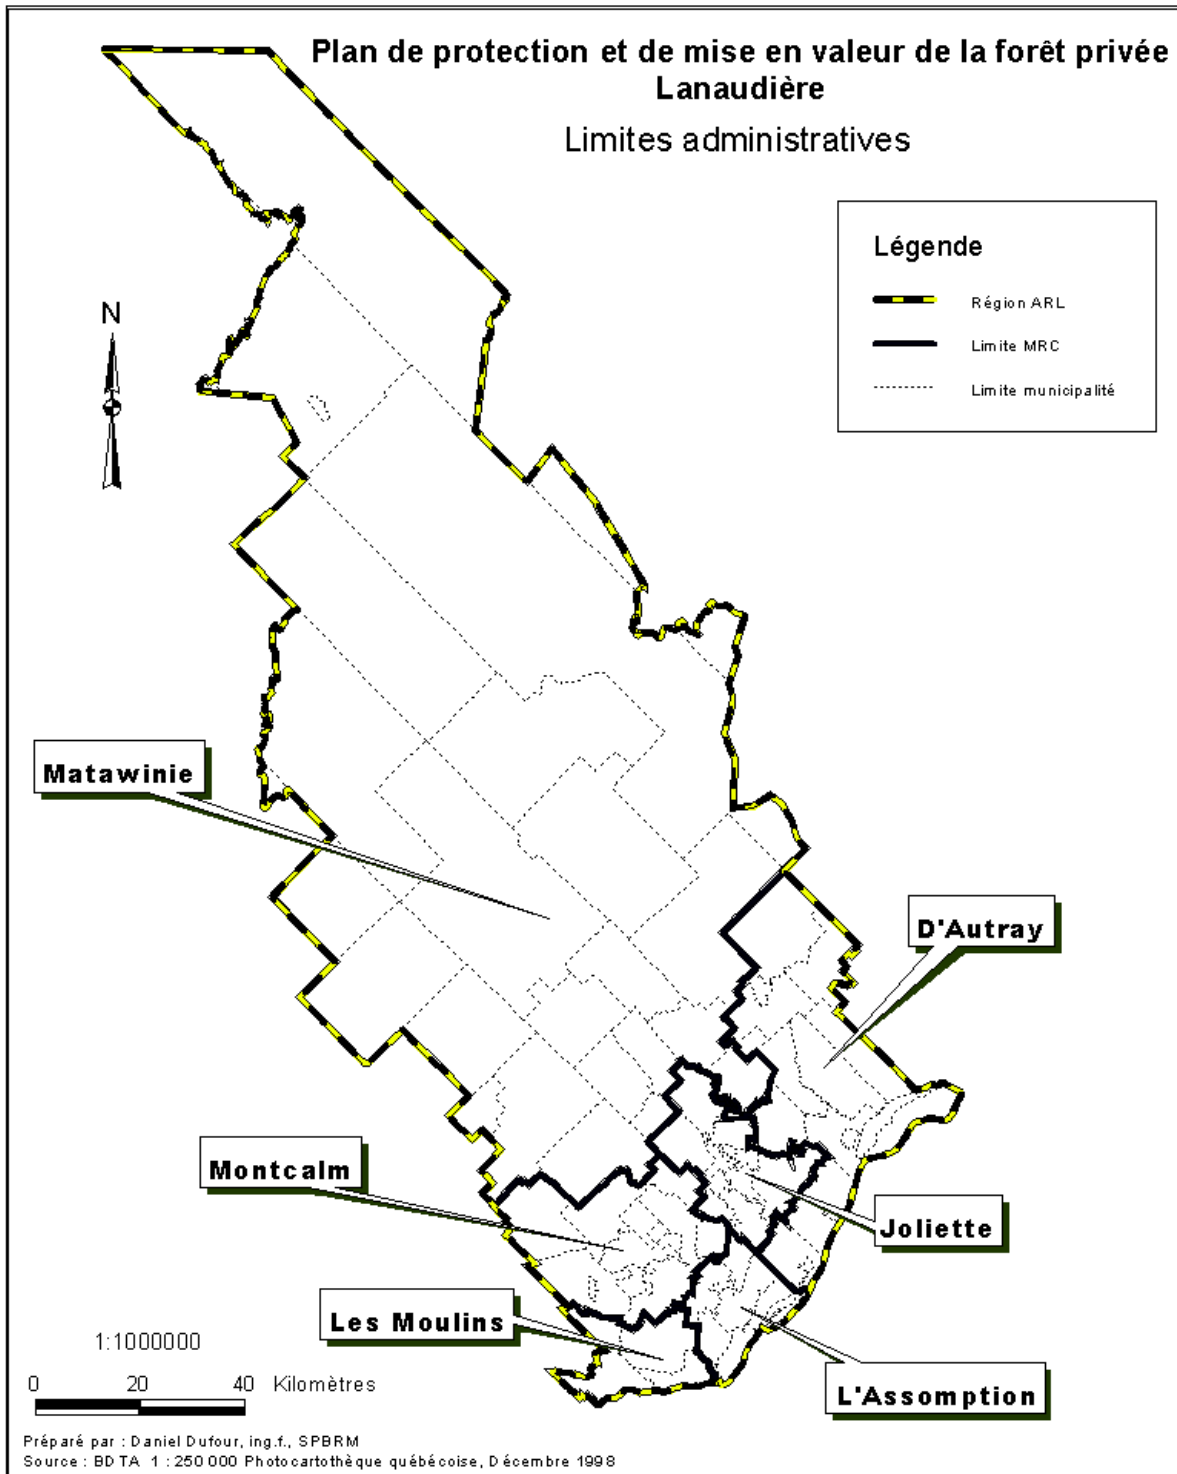 Plan de protection et de mise en valeur de la forêt privée
Lanaudière
Limites administratives
Légende
Région ARL
Limite MRC
Limite municipalité
N
Matawinie
D'Autray
Montcalm
Joliette
Les Moulins
L'Assomption
1:1000000
0 20 40 Kilomètres
Préparé par : Daniel Dufour, ing.f., SPBRM
Source : BDTA 1 : 250 000 Photocartothèque québécoise, Décembre 1998